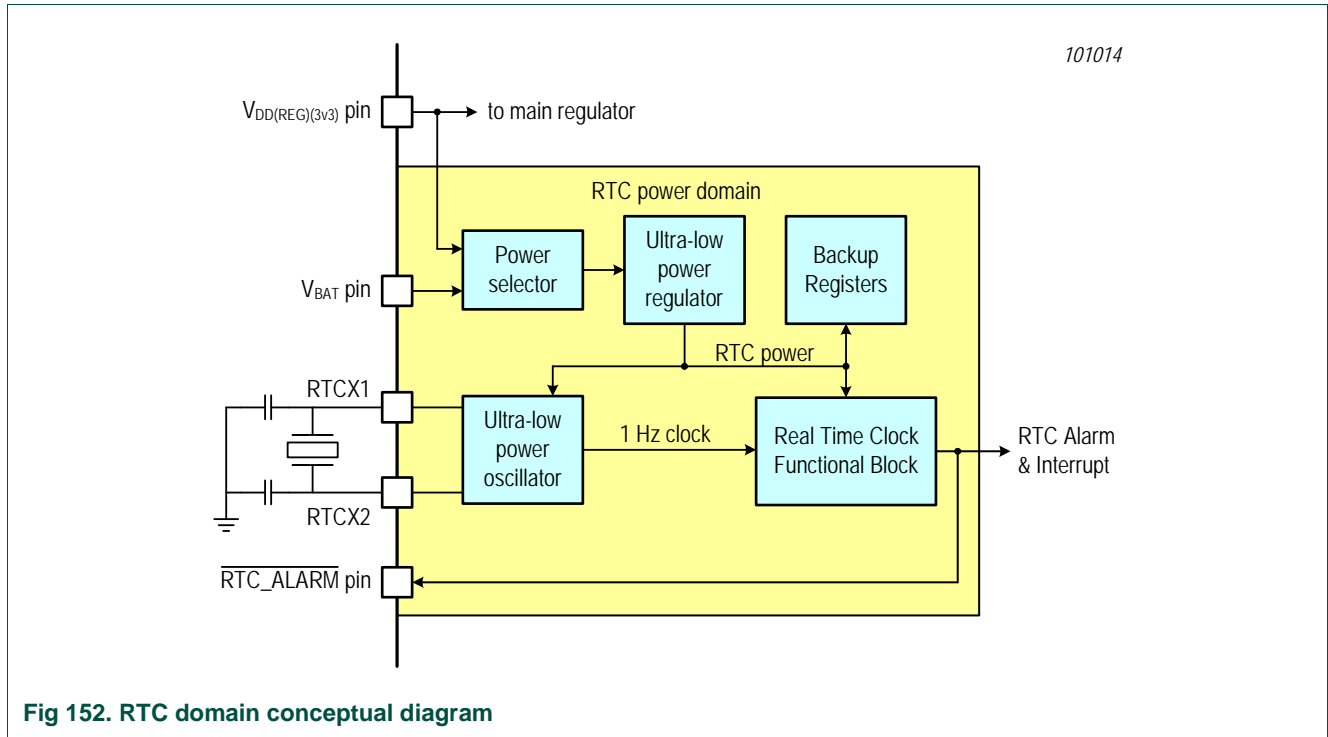 101014
V_DD(REG)(3v3) pin
to main regulator
RTC power domain
Power
selector
Ultra-low
power
regulator
Backup
Registers
V_BAT pin
RTC power
RTCX1
Ultra-low
power
oscillator
1 Hz clock
Real Time Clock
Functional Block
RTC Alarm
& Interrupt
RTCX2
RTC_ALARM pin
Fig 152. RTC domain conceptual diagram